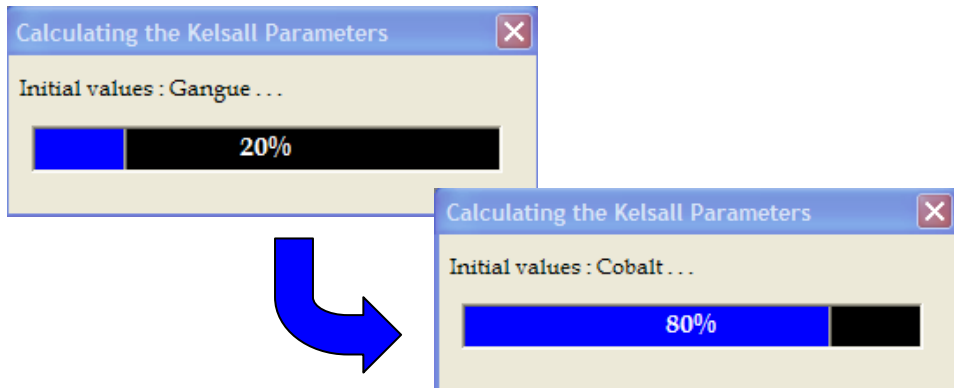 Calculating the Kelsall Parameters
Initial values : Gangue . . .
20%
Calculating the Kelsall Parameters
Initial values : Cobalt . . .
80%